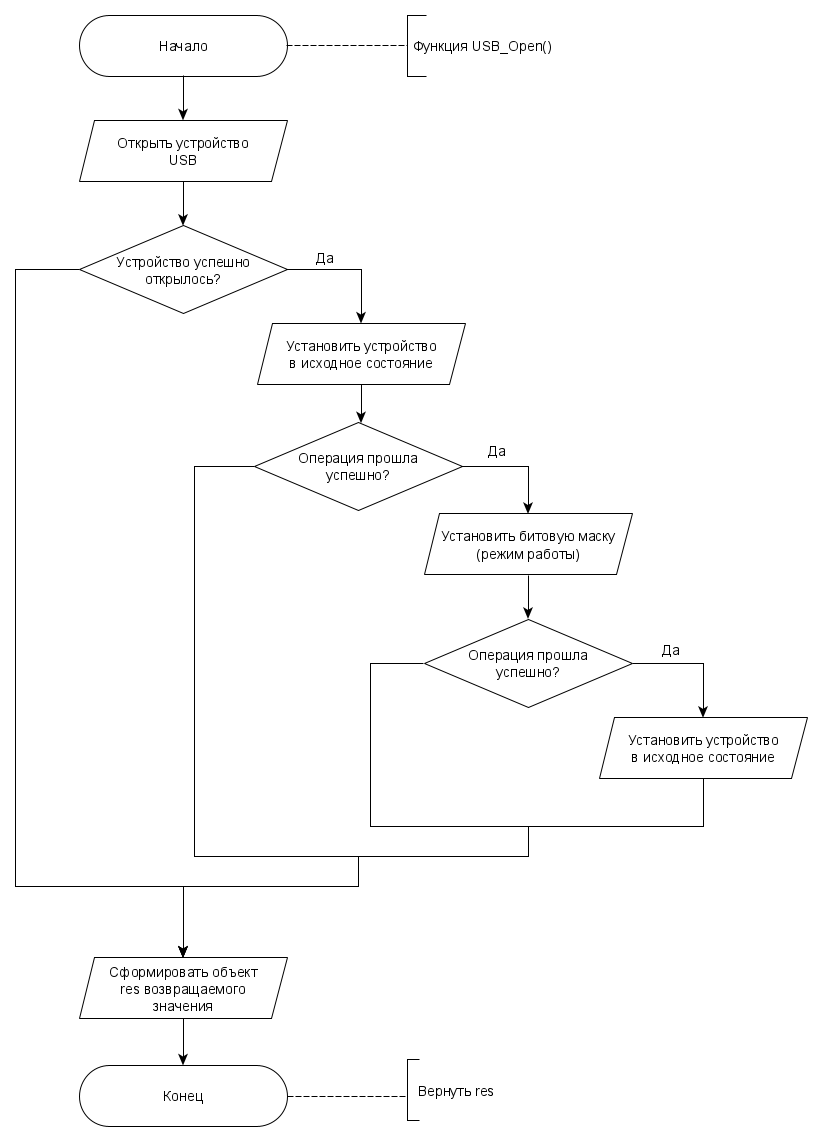 Начало
Функция USB_Open()
Открыть устройство
USB
Устройство успешно
открылось?
Да
Установить устройство
в исходное состояние
Операция прошла
успешно?
Да
Установить битовую маску
(режим работы)
Операция прошла
успешно?
Да
Установить устройство
в исходное состояние
Сформировать объект
res возвращаемого
значения
Конец
Вернуть res